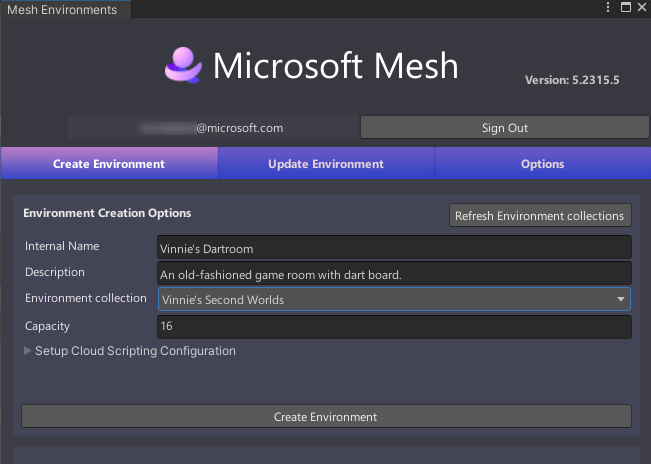 Mesh Environments
Microsoft Mesh
Version: 5.2315.5
@microsoft.com
Sign Out
Create Environment
Update Environment
Options
Environment Creation Options
Refresh Environment collections
Internal Name
Vinnie's Dartroom
Description
An old-fashioned game room with dart board.
Environment collection
Vinnie's Second Worlds
Capacity
16
Setup Cloud Scripting Configuration
Create Environment